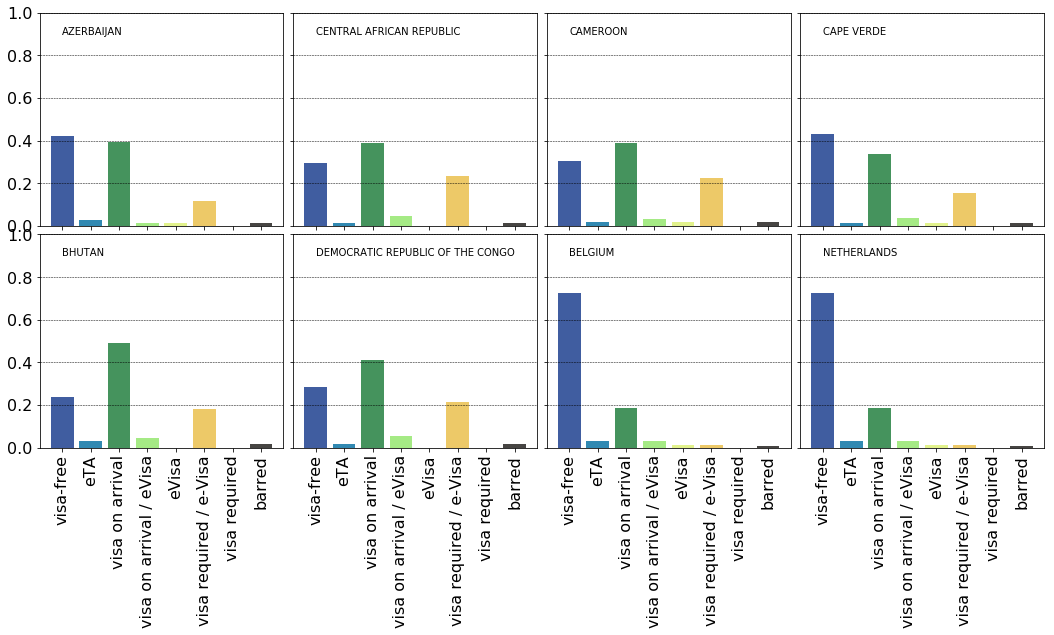 1.0
0.8
0.6
0.4
0.2
0.0
AZERBAIJAN
CENTRAL AFRICAN REPUBLIC
CAMEROON
CAPE VERDE
1.0
0.8
0.6
0.4
0.2
0.0
BHUTAN
DEMOCRATIC REPUBLIC OF THE CONGO
BELGIUM
NETHERLANDS
visa-free
eTA
visa on arrival
visa on arrival / eVisa
eVisa
visa required / e-Visa
visa required
barred
visa-free
eTA
visa on arrival
visa on arrival / eVisa
eVisa
visa required / e-Visa
visa required
barred
visa-free
eTA
visa on arrival
visa on arrival / eVisa
eVisa
visa required / e-Visa
visa required
barred
visa-free
eTA
visa on arrival
visa on arrival / eVisa
eVisa
visa required / e-Visa
visa required
barred